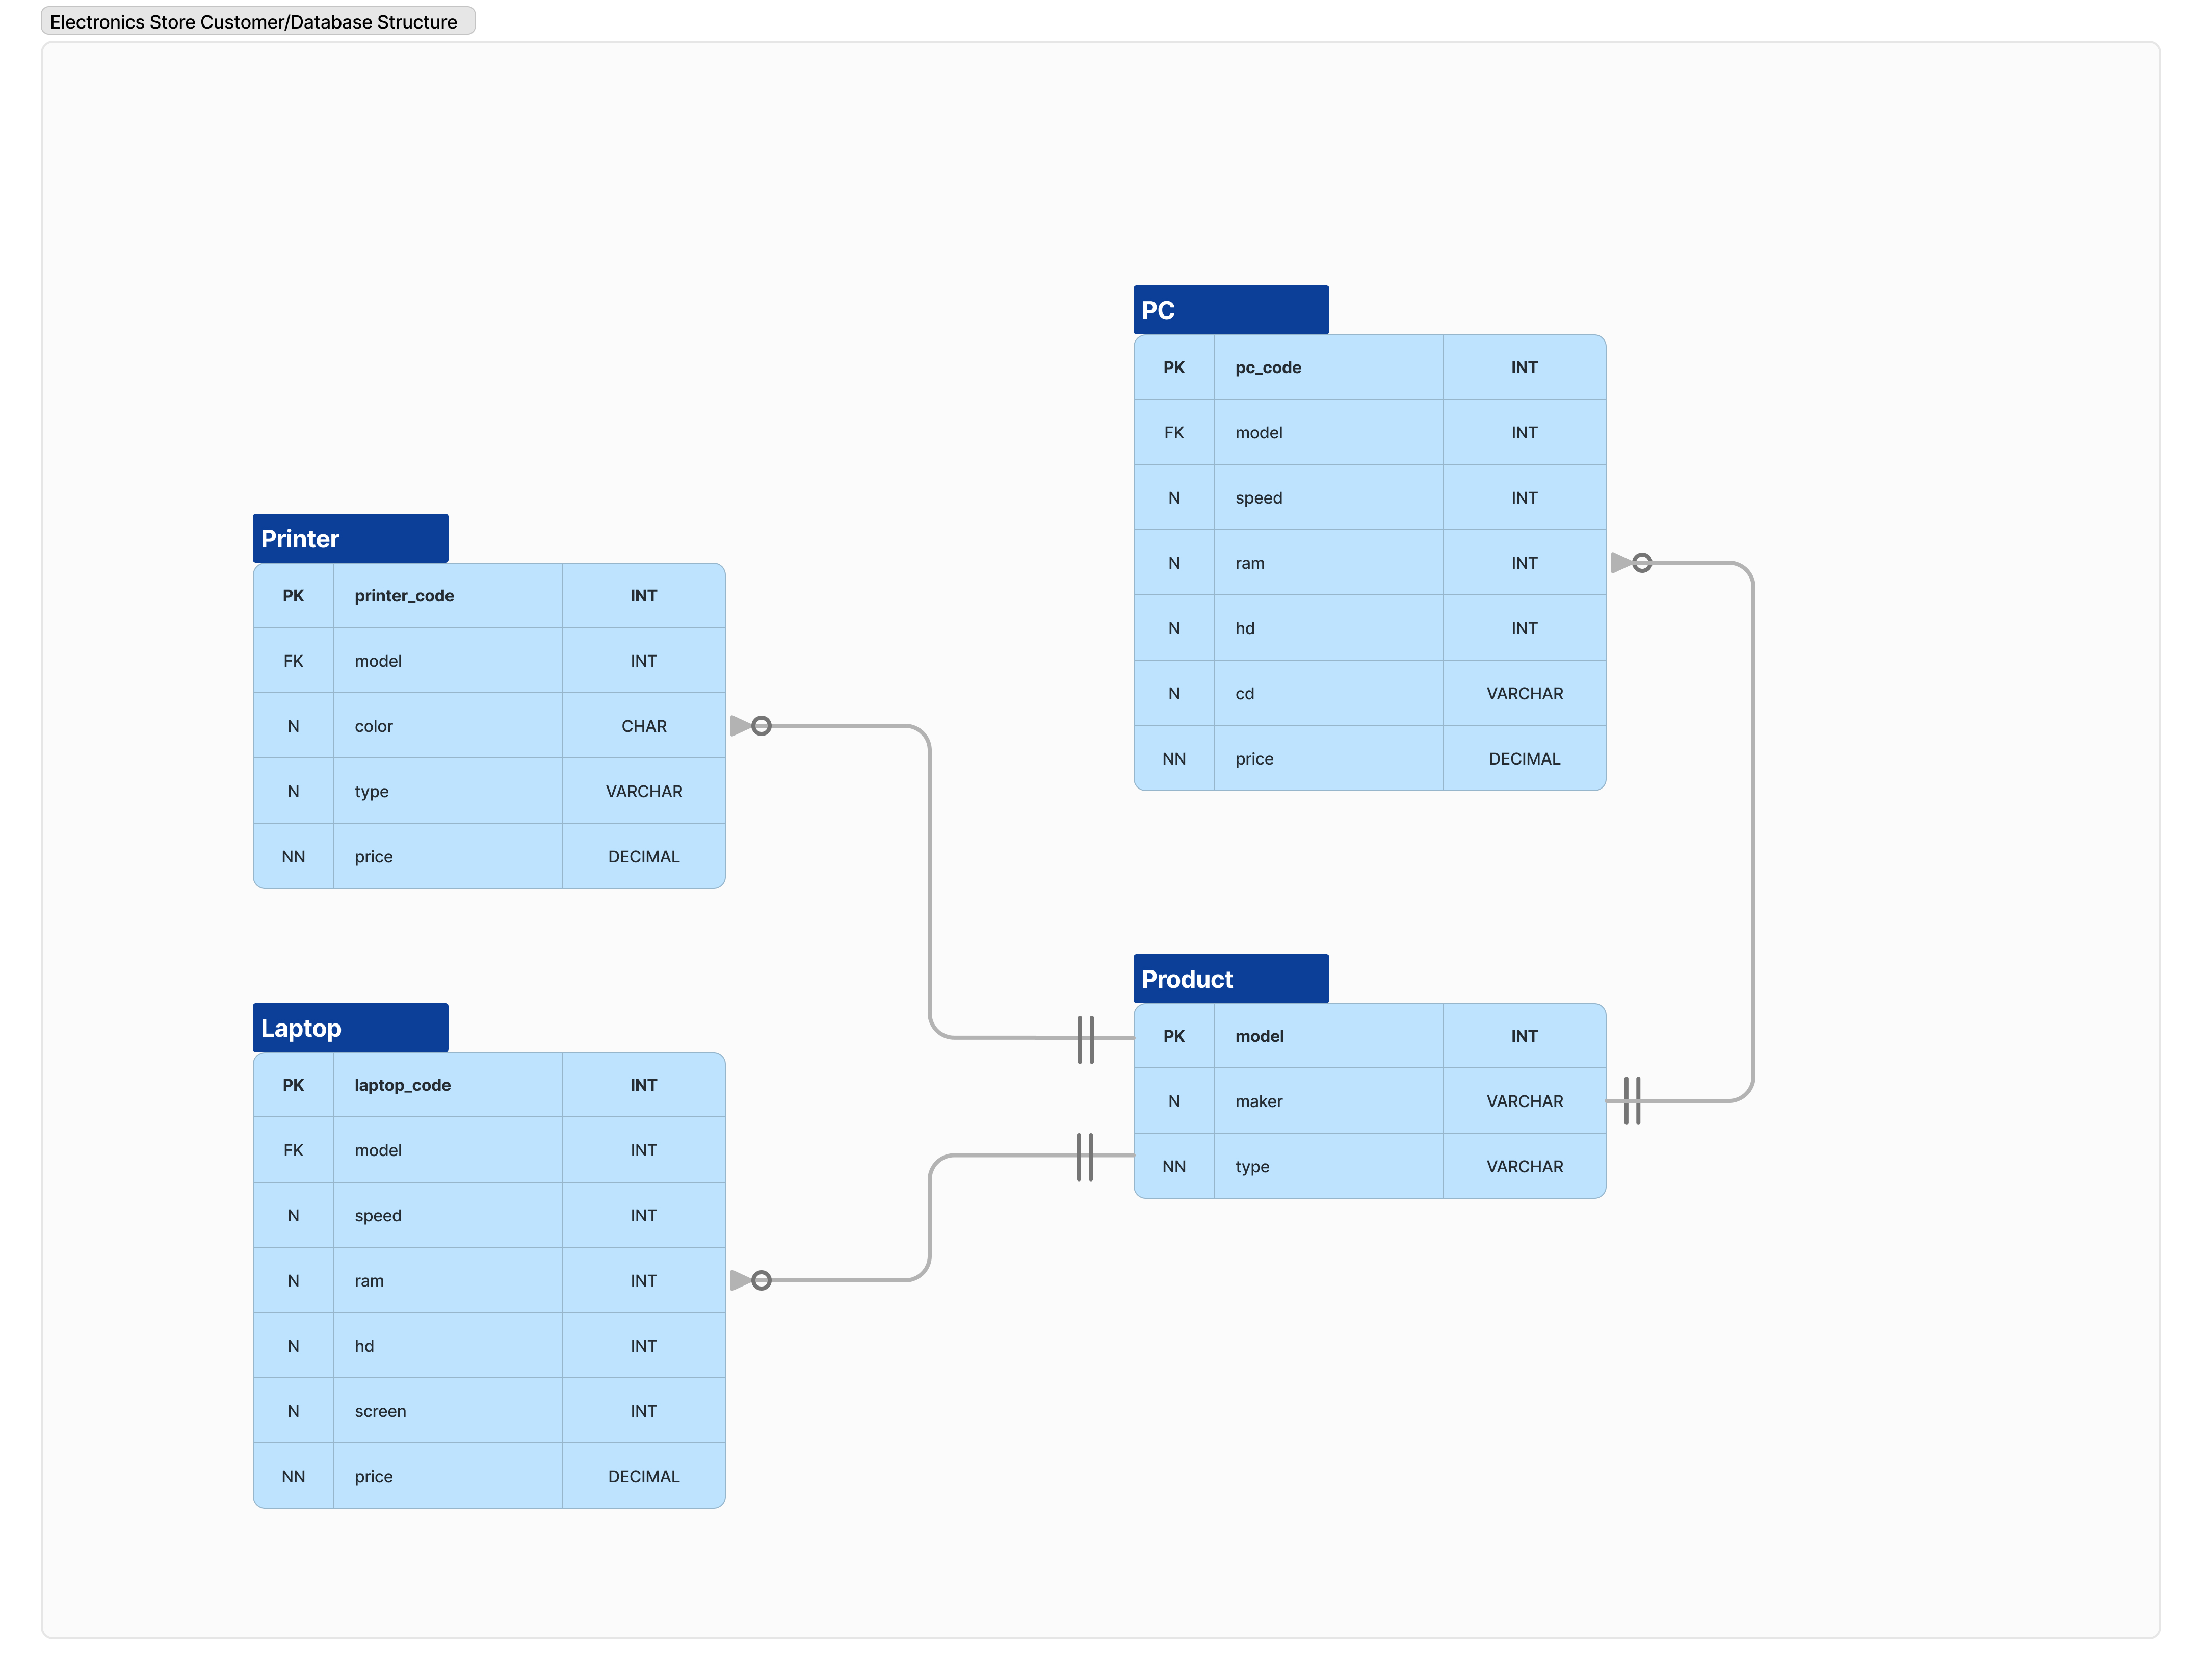 Electronics Store Customer/Database Structure
PC
PK pc_code INT
FK model INT
N speed INT
N ram INT
N hd INT
N cd VARCHAR
NN price DECIMAL
Printer
PK printer_code INT
FK model INT
N color CHAR
N type VARCHAR
NN price DECIMAL
Product
PK model INT
N maker VARCHAR
NN type VARCHAR
Laptop
PK laptop_code INT
FK model INT
N speed INT
N ram INT
N hd INT
N screen INT
NN price DECIMAL